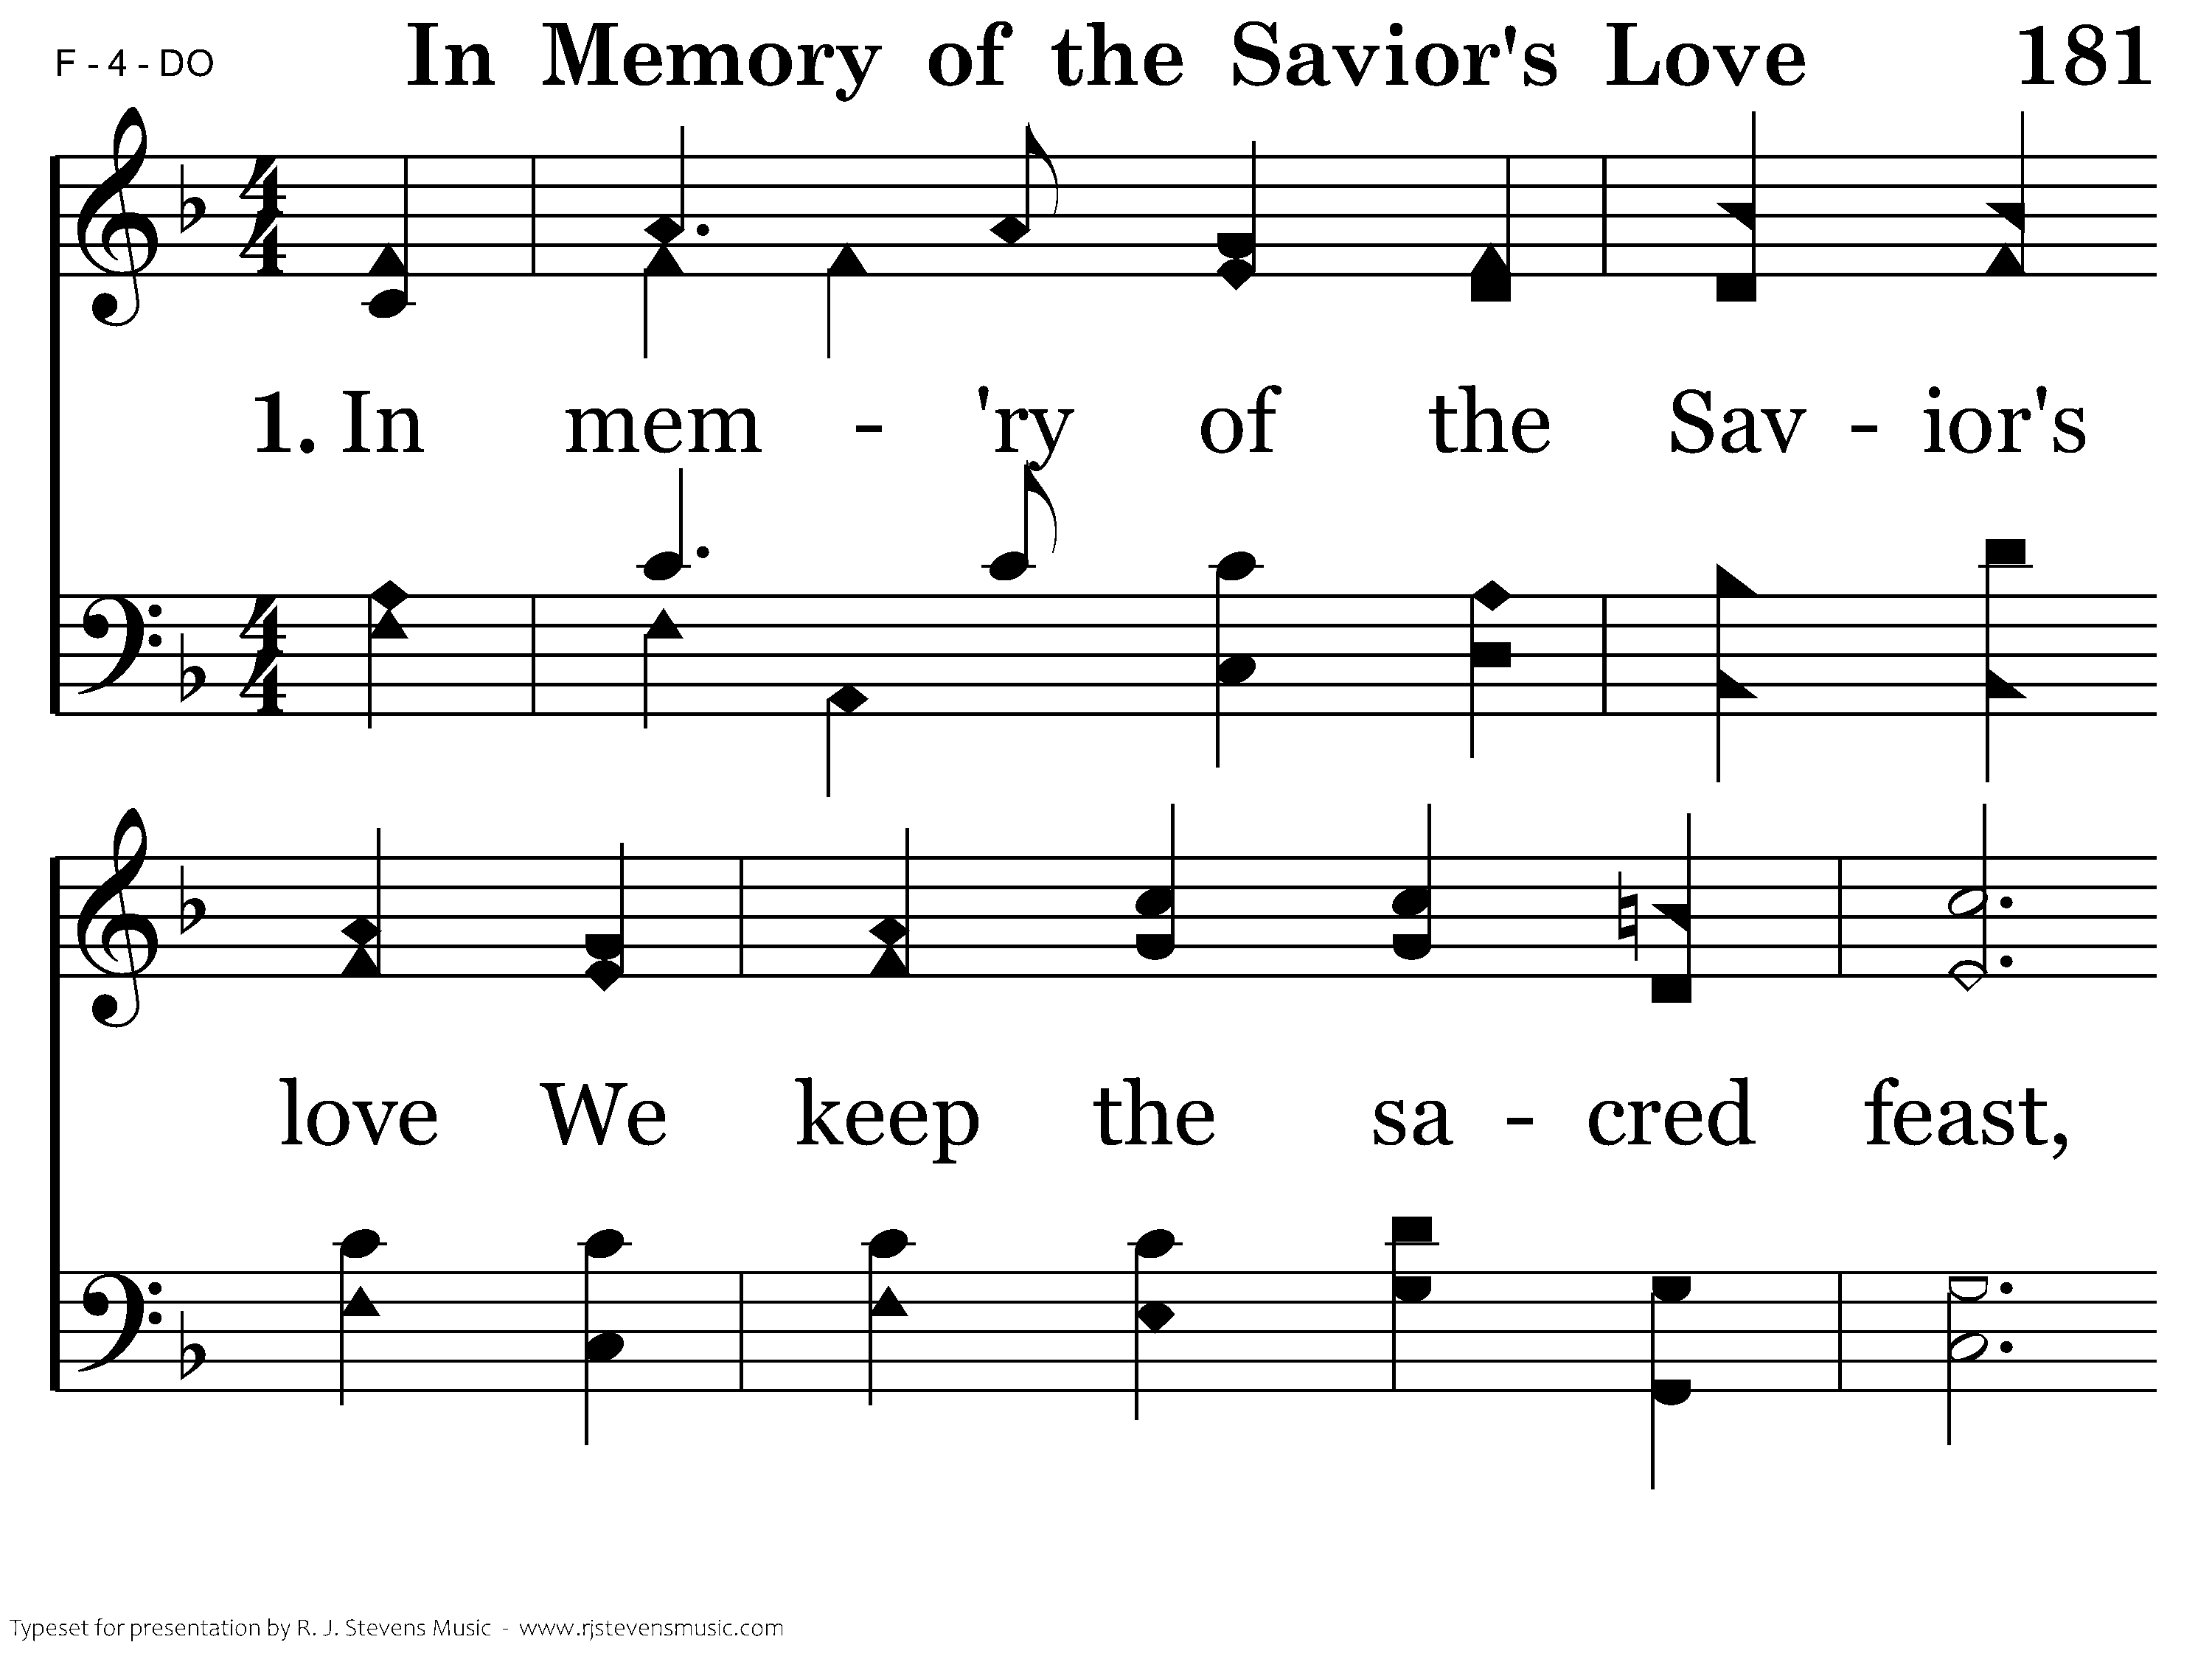 F - 4 - DO In Memory of the Savior's Love 181
1. In mem - 'ry of the Sav - ior's
love We keep the sa - cred feast,
Typeset for presentation by R. J. Stevens Music - www.rjstevensmusic.com